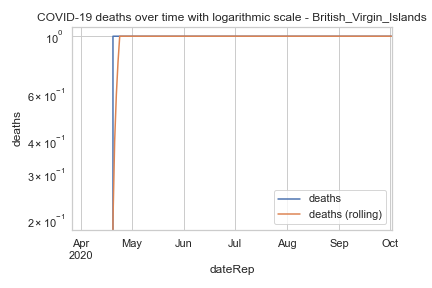 COVID-19 deaths over time with logarithmic scale - British_Virgin_Islands
10⁰
6 × 10⁻¹
4 × 10⁻¹
3 × 10⁻¹
2 × 10⁻¹
deaths
deaths
deaths (rolling)
Apr May Jun Jul Aug Sep Oct
2020
dateRep